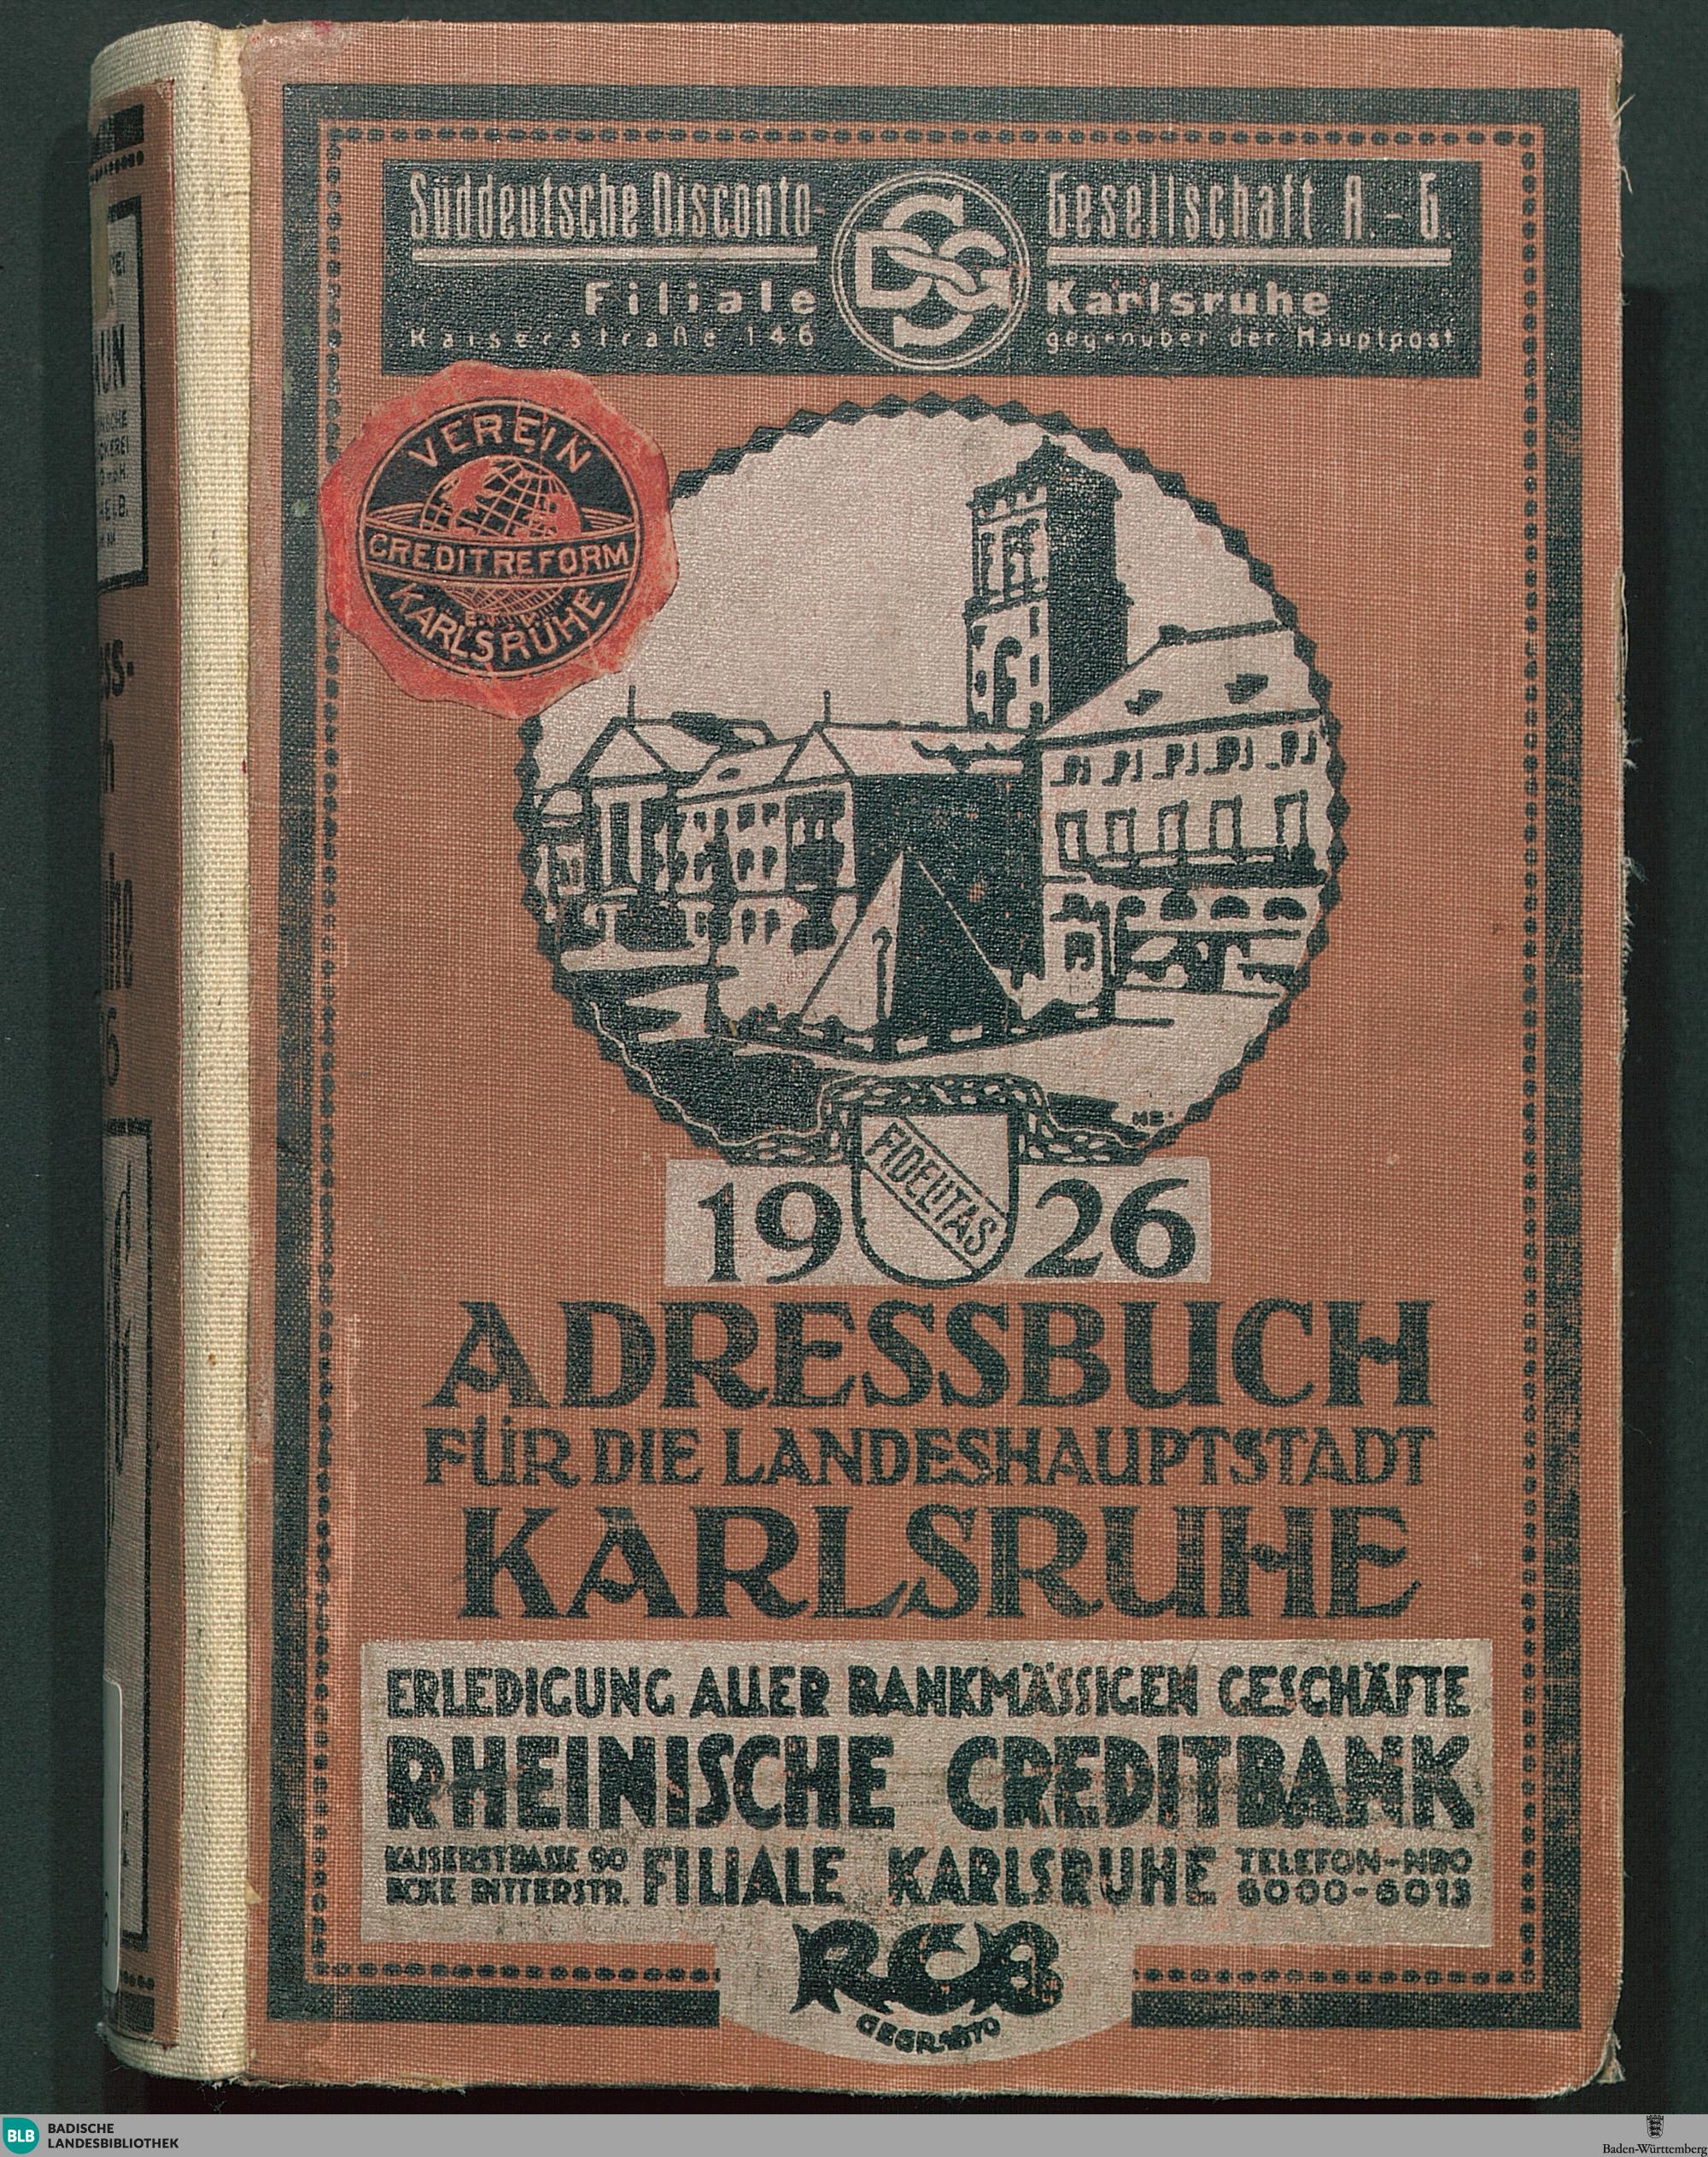 Süddeutsche Disconto- Gesellschaft A.-G.
Filiale Karlsruhe
Kaiserstraße 146 gegenüber der Hauptpost
DSG
VEREIN
CREDITREFORM
E.V.
KARLSRUHE
HB
FIDELITAS
1926
ADRESSBUCH
FÜR DIE LANDESHAUPTSTADT
KARLSRUHE
ERLEDIGUNG ALLER BANKMÄSSIGEN GESCHÄFTE
RHEINISCHE CREDITBANK
KAISERSTRASSE 90
ECKE RITTERSTR.
FILIALE KARLSRUHE
TELEFON-NRO
6000-6013
RCB
GEGR. 1870
BLB
BADISCHE
LANDESBIBLIOTHEK
Baden-Württemberg